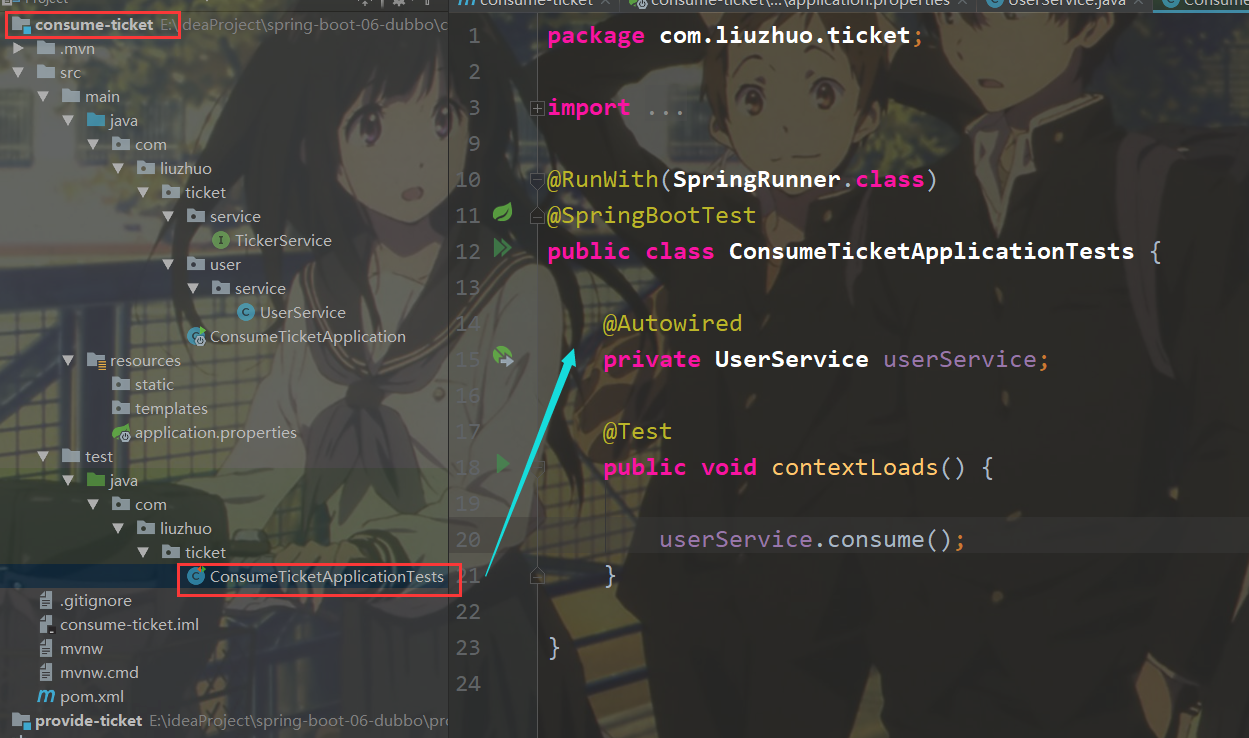 Project
consume-ticket E:\ideaProject\spring-boot-06-dubbo\c
.mvn
src
main
java
com
liuzhuo
ticket
service
TickerService
user
service
UserService
ConsumeTicketApplication
resources
static
templates
application.properties
test
java
com
liuzhuo
ticket
ConsumeTicketApplicationTests
.gitignore
consume-ticket.iml
mvnw
mvnw.cmd
pom.xml
provide-ticket E:\ideaProject\spring-boot-06-dubbo\pro
consume-ticket × consume-ticket\...\application.properties × UserService.java × Consume
1 package com.liuzhuo.ticket;
2
3 import ...
9
10 @RunWith(SpringRunner.class)
11 @SpringBootTest
12 public class ConsumeTicketApplicationTests {
13
14 @Autowired
15 private UserService userService;
16
17 @Test
18 public void contextLoads() {
19
20 userService.consume();
21 }
22
23 }
24